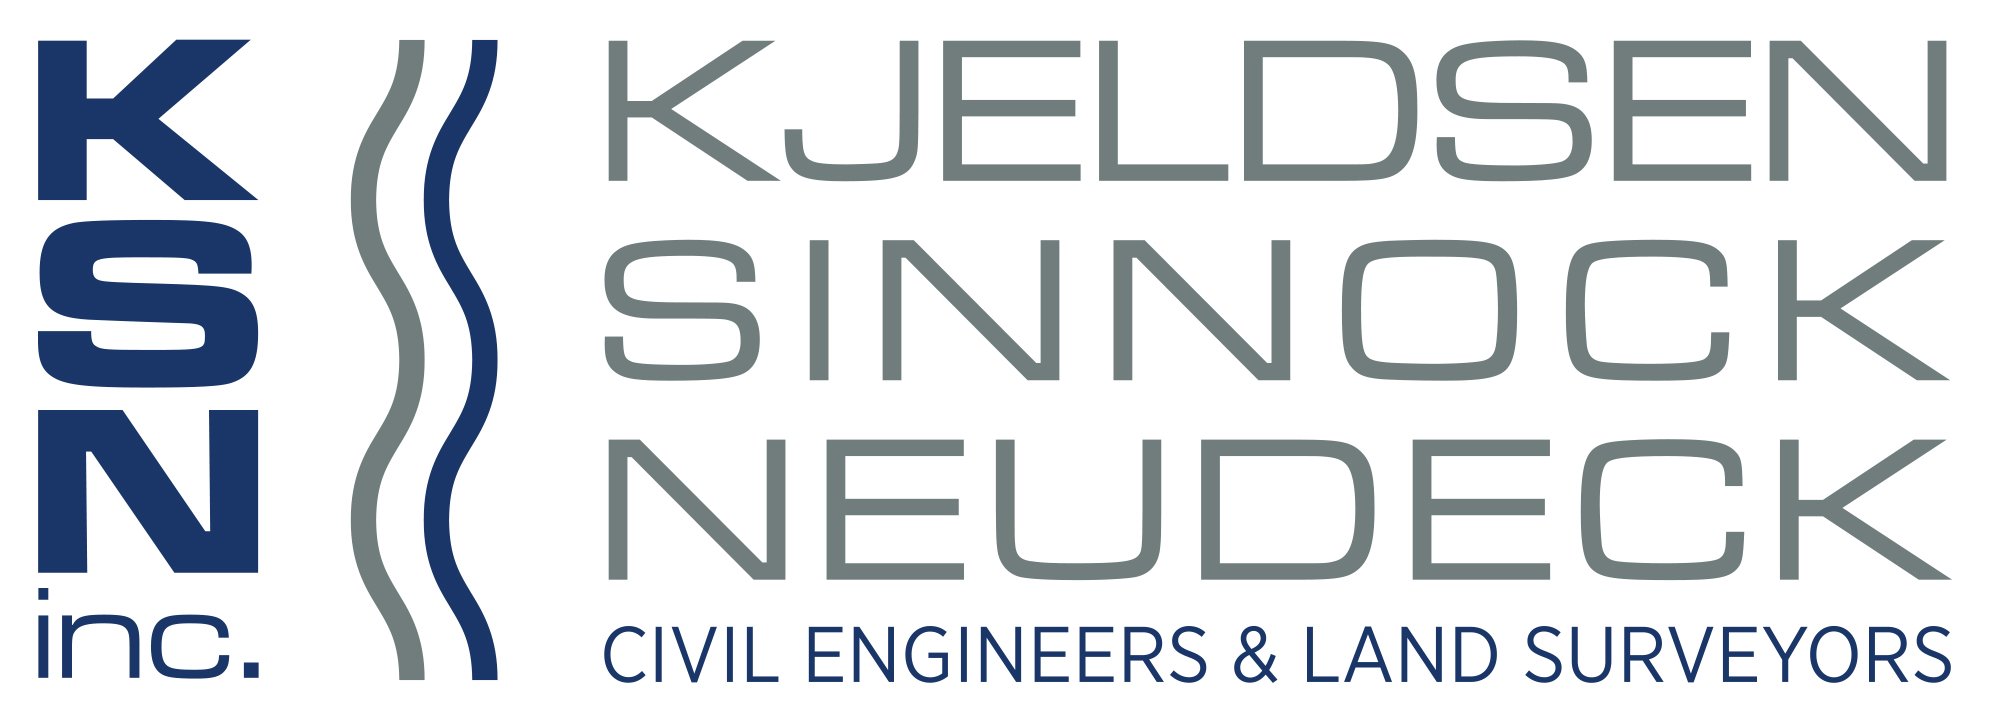 KSN
inc.
KJELDSEN
SINNOCK
NEUDECK
CIVIL ENGINEERS & LAND SURVEYORS